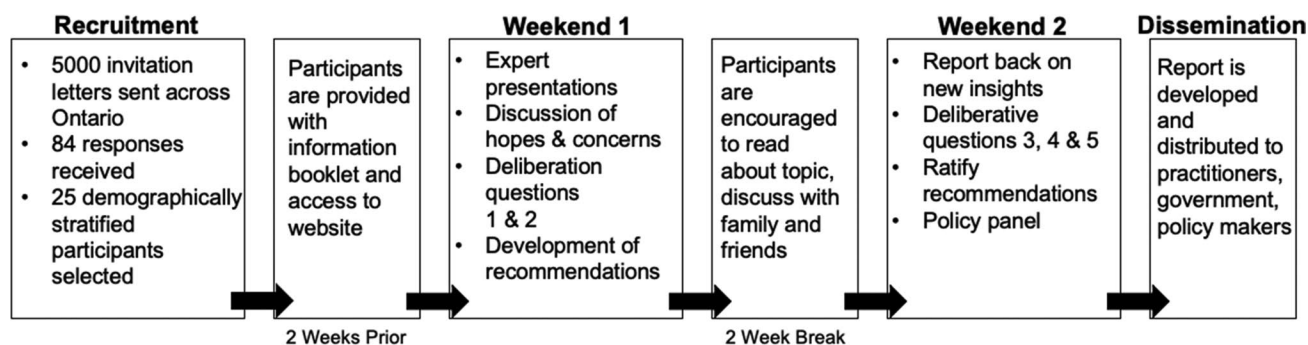 Recruitment
• 5000 invitation
letters sent across
Ontario
• 84 responses
received
• 25 demographically
stratified
participants
selected
Participants
are provided
with
information
booklet and
access to
website
2 Weeks Prior
Weekend 1
• Expert
presentations
• Discussion of
hopes & concerns
• Deliberation
questions
1 & 2
• Development of
recommendations
Participants
are
encouraged
to read
about topic,
discuss with
family and
friends
2 Week Break
Weekend 2
• Report back on
new insights
• Deliberative
questions 3, 4 & 5
• Ratify
recommendations
• Policy panel
Dissemination
Report is
developed
and
distributed to
practitioners,
government,
policy makers